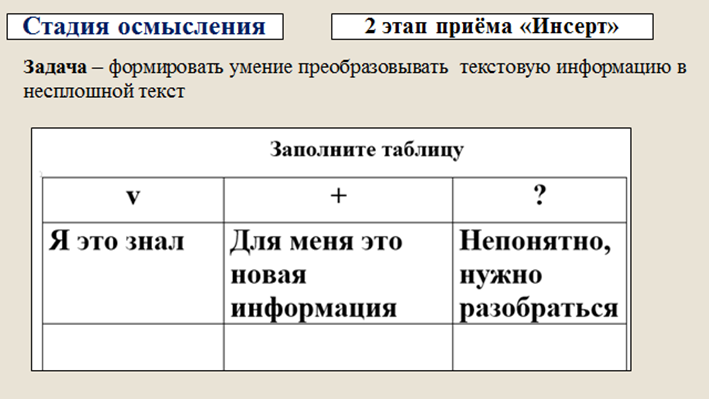 Стадия осмысления
2 этап приёма «Инсерт»
Задача – формировать умение преобразовывать текстовую информацию в
несплошной текст
Заполните таблицу
v + ?
Я это знал Для меня это Непонятно,
новая нужно
информация разобраться